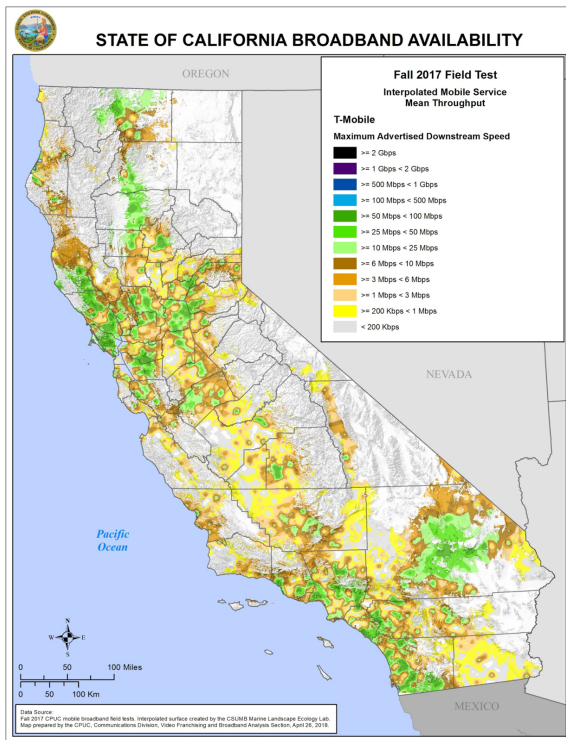 STATE OF CALIFORNIA BROADBAND AVAILABILITY
OREGON
Fall 2017 Field Test
Interpolated Mobile Service
Mean Throughput
T-Mobile
Maximum Advertised Downstream Speed
>= 2 Gbps
>= 1 Gbps < 2 Gbps
>= 500 Mbps < 1 Gbps
>= 100 Mbps < 500 Mbps
>= 50 Mbps < 100 Mbps
>= 25 Mbps < 50 Mbps
>= 10 Mbps < 25 Mbps
>= 6 Mbps < 10 Mbps
>= 3 Mbps < 6 Mbps
>= 1 Mbps < 3 Mbps
>= 200 Kbps < 1 Mbps
< 200 Kbps
NEVADA
Pacific
Ocean
N
W E
S
0 50 100 Miles
0 50 100 Km
MEXICO
Data Source:
Fall 2017 CPUC mobile broadband field tests. Interpolated surface created by the CSUMB Marine Landscape Ecology Lab.
Map prepared by the CPUC, Communications Division, Video Franchising and Broadband Analysis Section, April 26, 2018.